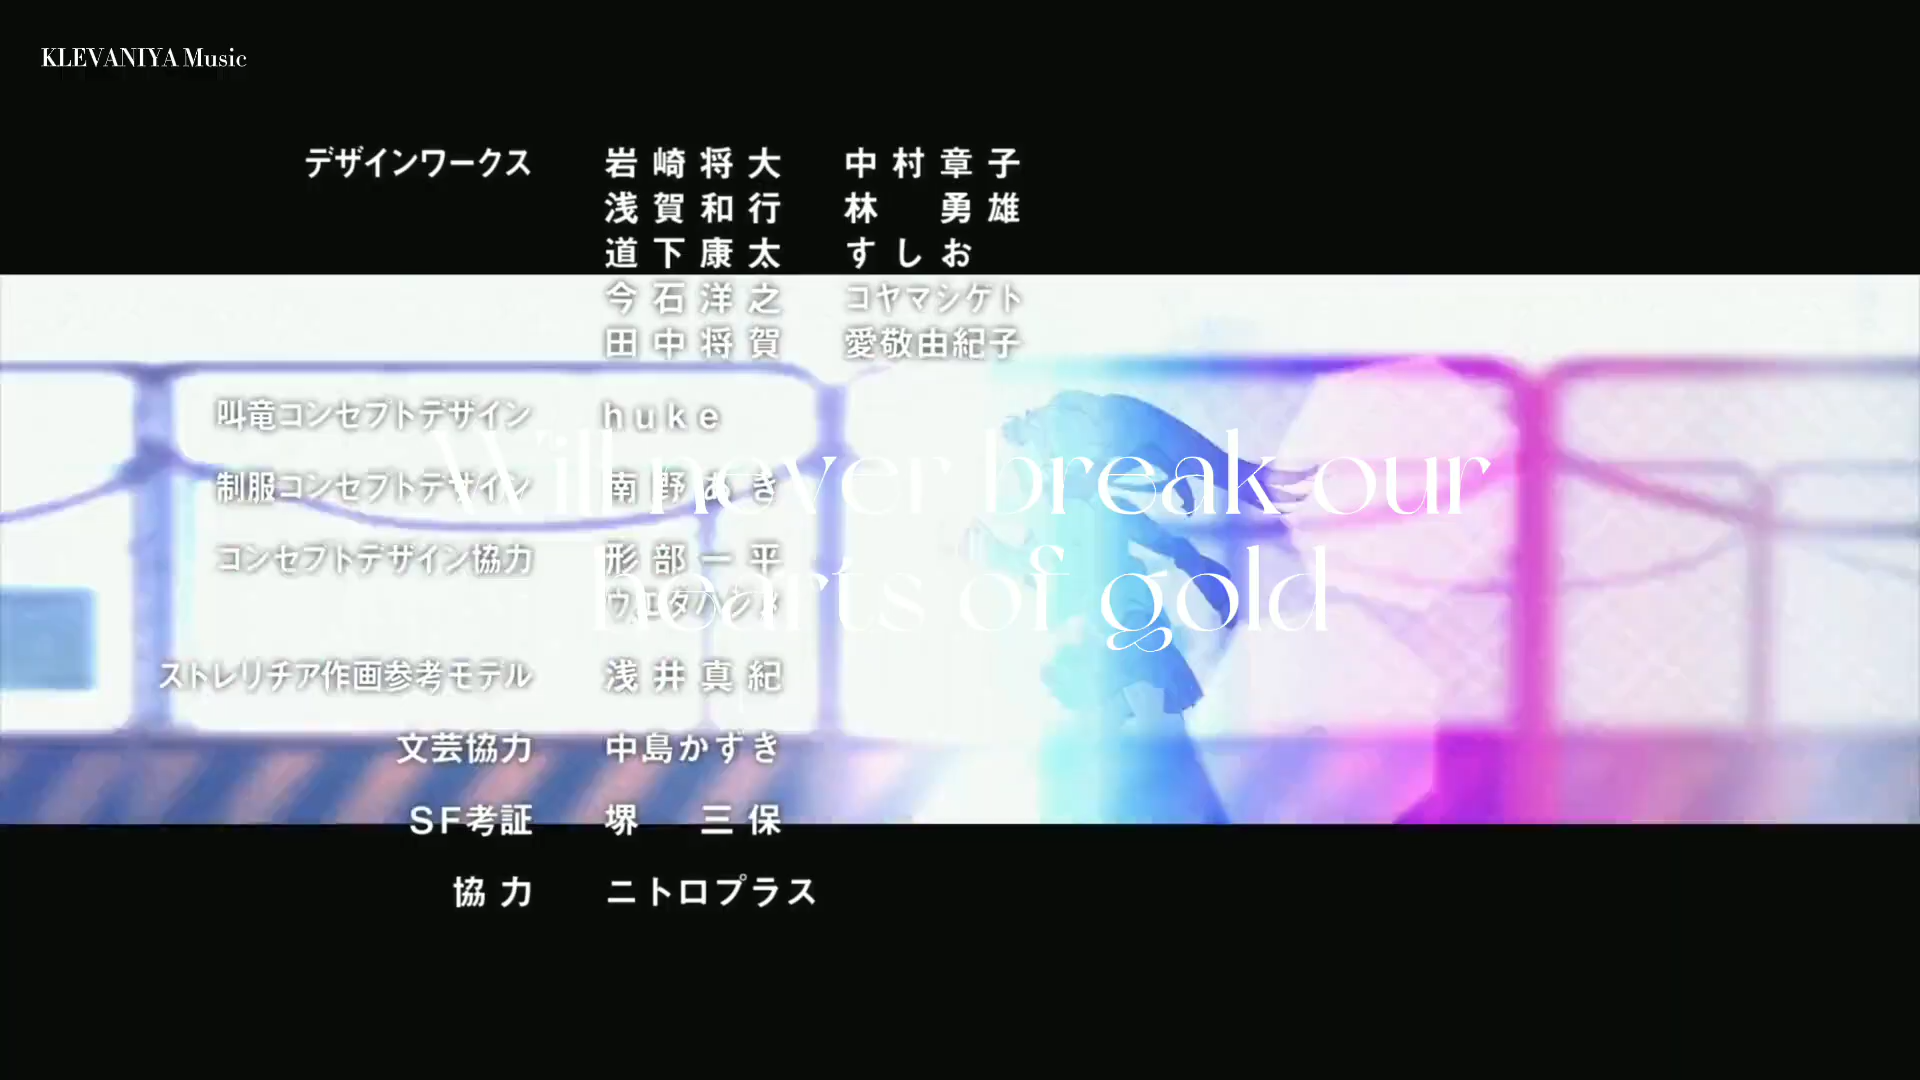 KLEVANIYA Music
デザインワークス 岩崎将大 中村章子
浅賀和行 林 勇雄
道下康太 すしお
今石洋之 コヤマシゲト
田中将賀 愛敬由紀子
叫竜コンセプトデザイン huke
制服コンセプトデザイン 南野あき
Will never break our
コンセプトデザイン協力 形部一平
hearts of gold
ストレリチア作画参考モデル 浅井真紀
文芸協力 中島かずき
SF考証 堺 三保
協力 ニトロプラス